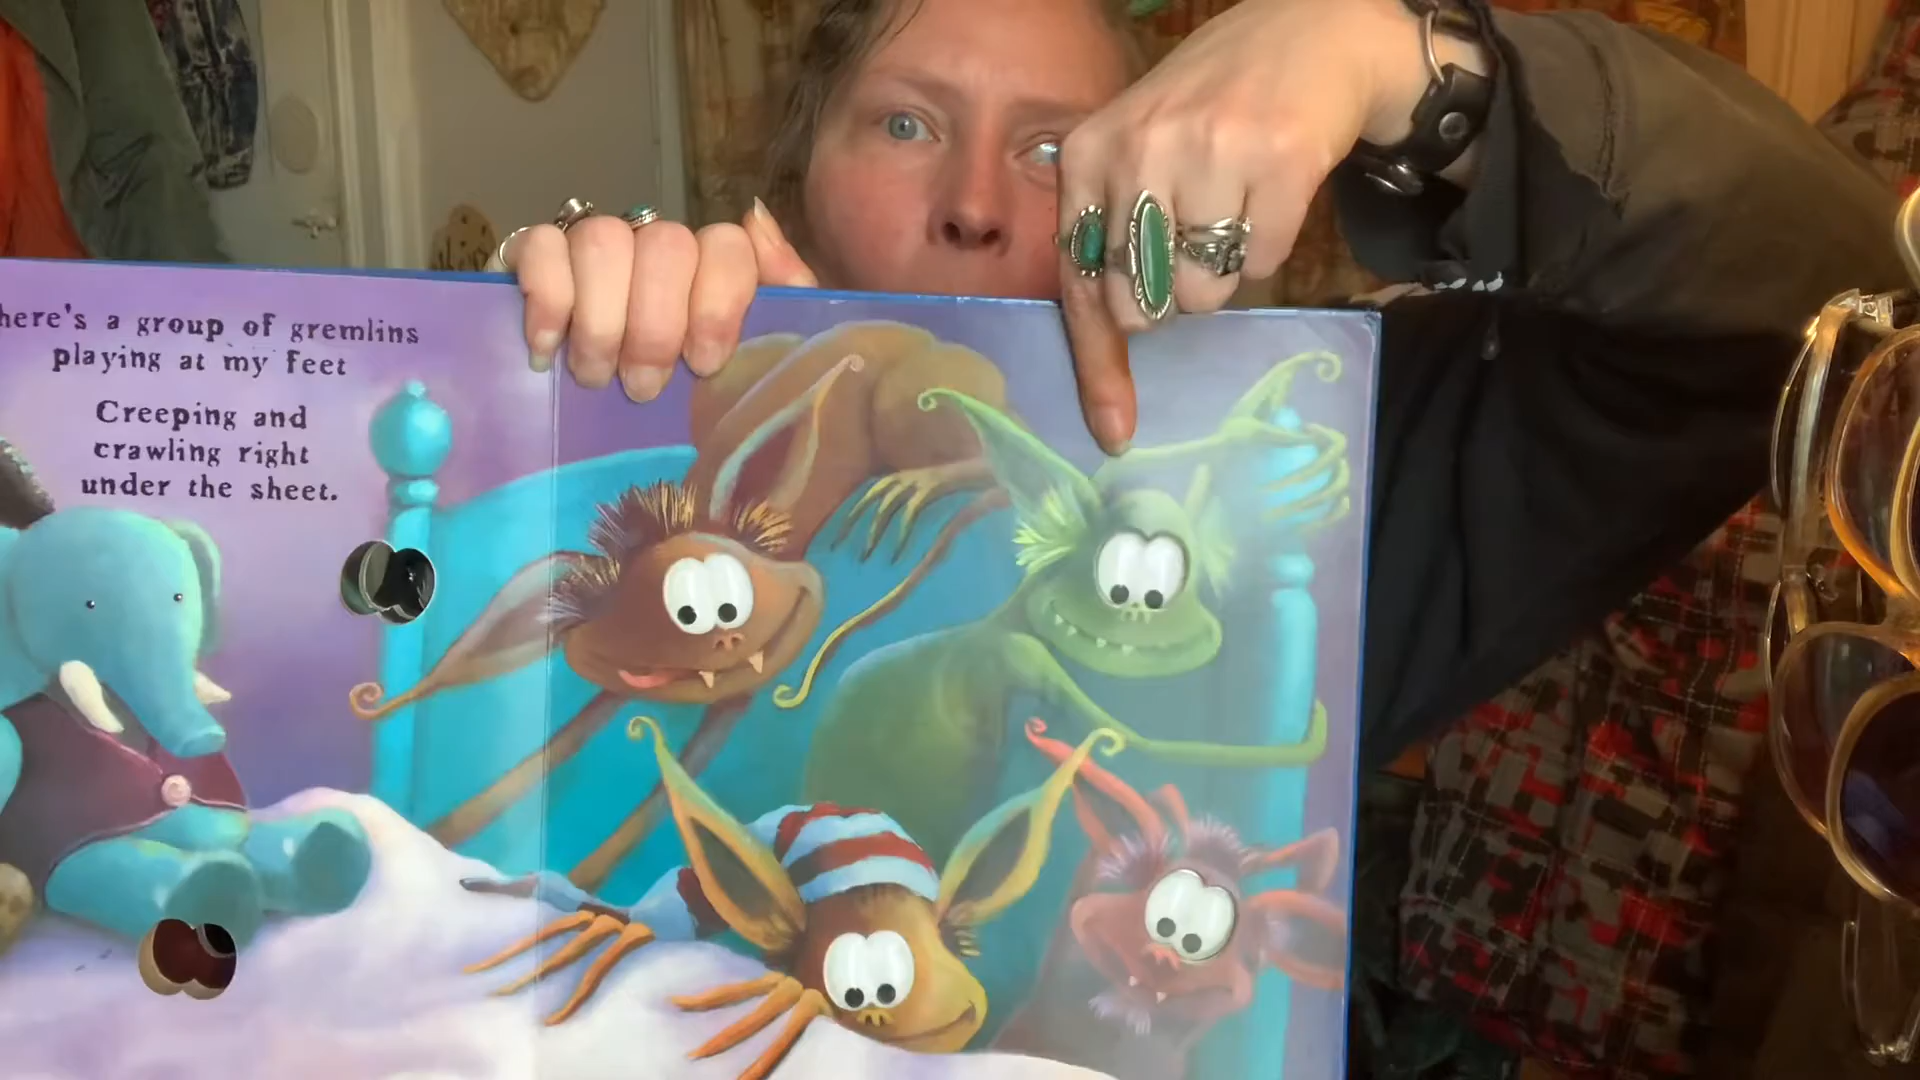 here's a group of gremlins
playing at my feet
Creeping and
crawling right
under the sheet.